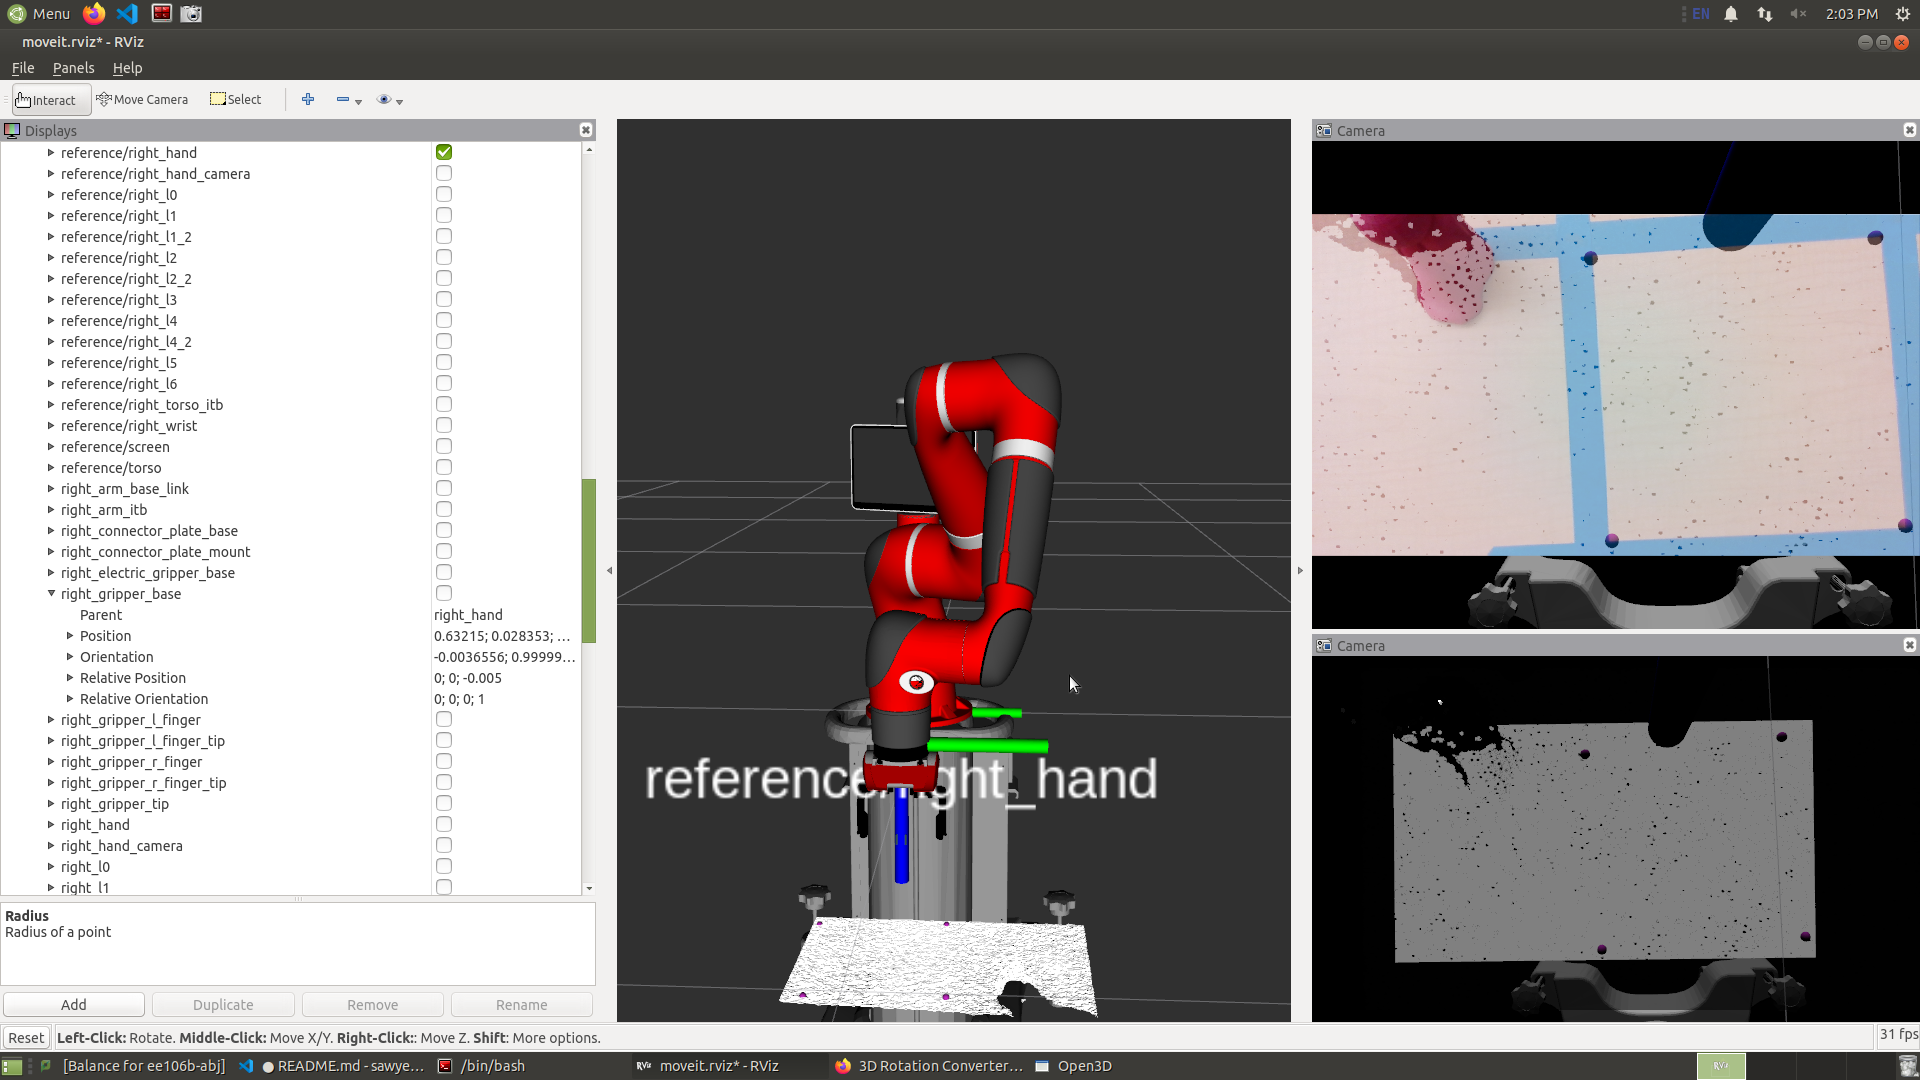 Menu
EN
2:03 PM
moveit.rviz* - RViz
File Panels Help
Interact Move Camera Select
Displays
reference/right_hand
reference/right_hand_camera
reference/right_l0
reference/right_l1
reference/right_l1_2
reference/right_l2
reference/right_l2_2
reference/right_l3
reference/right_l4
reference/right_l4_2
reference/right_l5
reference/right_l6
reference/right_torso_itb
reference/right_wrist
reference/screen
reference/torso
right_arm_base_link
right_arm_itb
right_connector_plate_base
right_connector_plate_mount
right_electric_gripper_base
right_gripper_base
Parent right_hand
Position 0.63215; 0.028353; ...
Orientation -0.0036556; 0.99999...
Relative Position 0; 0; -0.005
Relative Orientation 0; 0; 0; 1
right_gripper_l_finger
right_gripper_l_finger_tip
right_gripper_r_finger
right_gripper_r_finger_tip
right_gripper_tip
right_hand
right_hand_camera
right_l0
right_l1
Radius
Radius of a point
Add Duplicate Remove Rename
reference/right_hand
Camera
Camera
Reset Left-Click: Rotate. Middle-Click: Move X/Y. Right-Click:: Move Z. Shift: More options.
31 fps
[Balance for ee106b-abj] README.md - sawye... /bin/bash RViz moveit.rviz* - RViz 3D Rotation Converter... Open3D
RViz